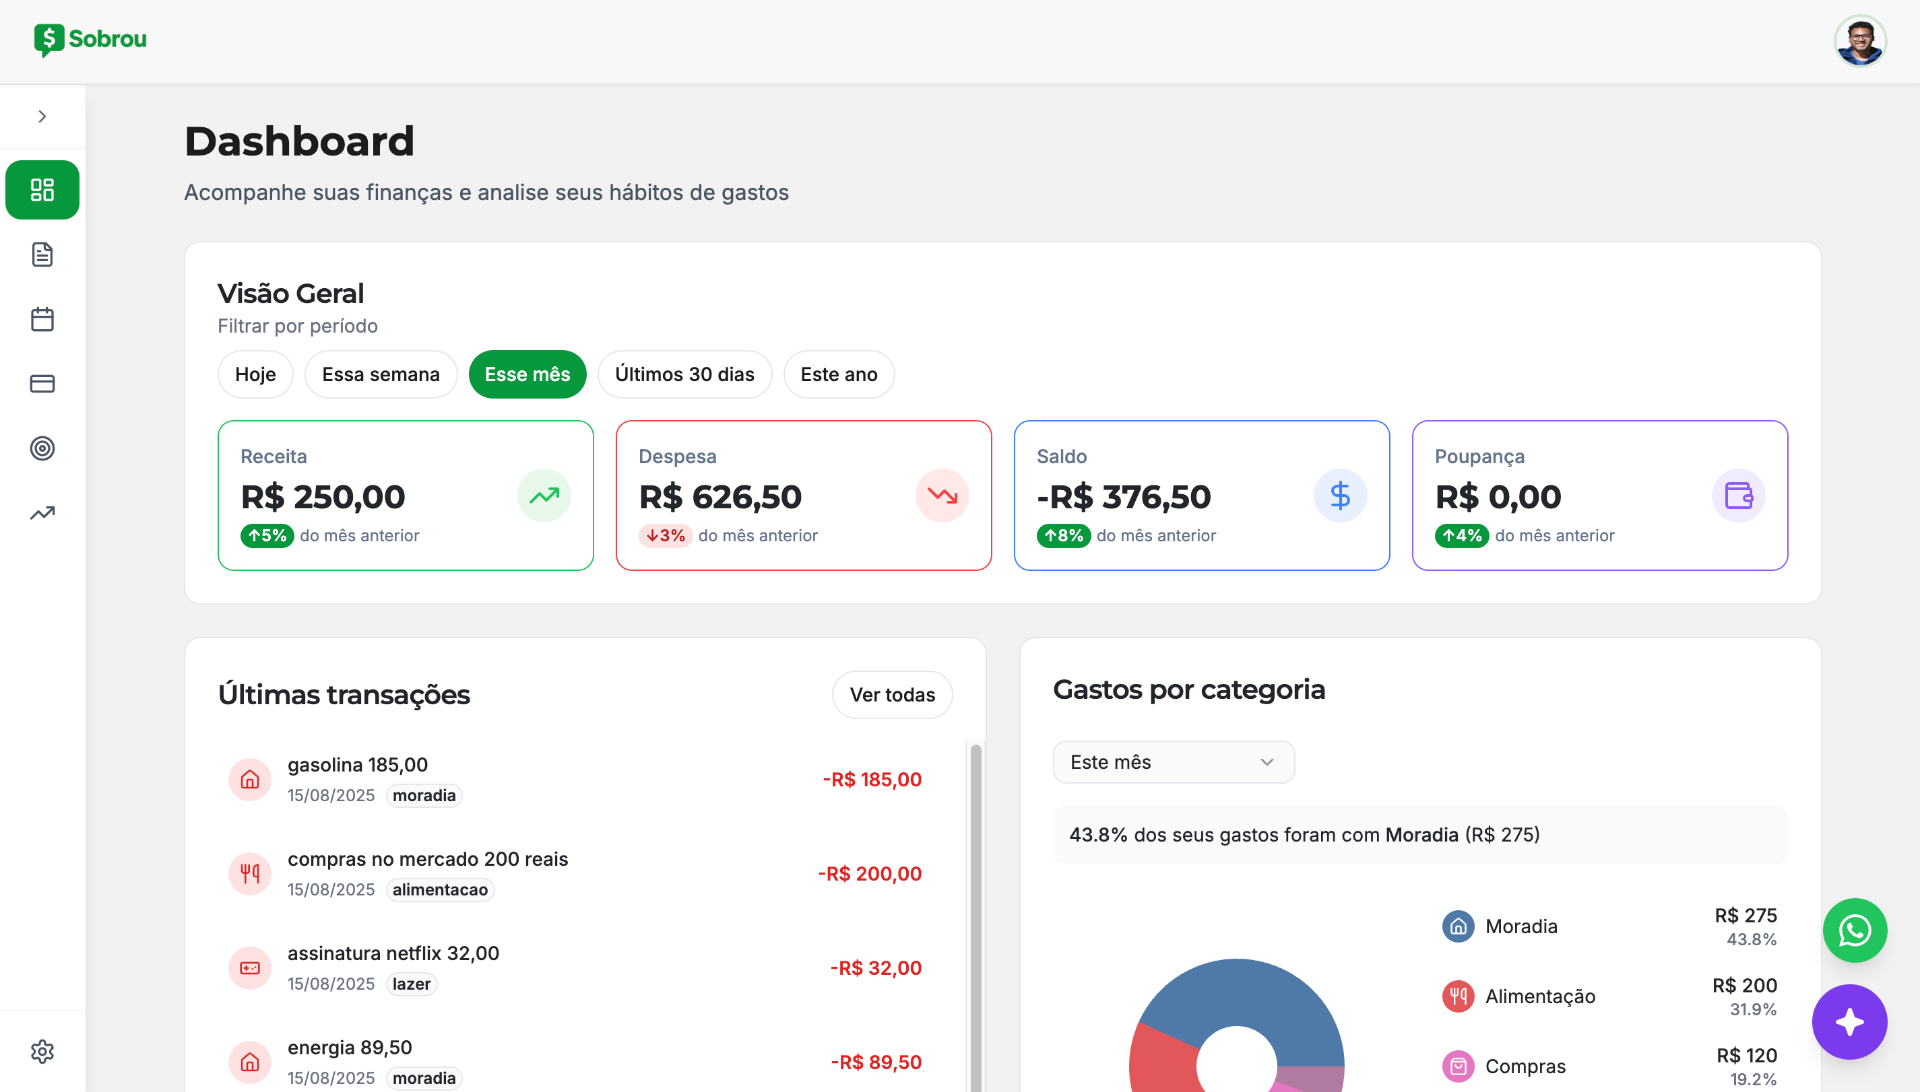 Sobrou
Dashboard
Acompanhe suas finanças e analise seus hábitos de gastos
Visão Geral
Filtrar por período
Hoje
Essa semana
Esse mês
Últimos 30 dias
Este ano
Receita
R$ 250,00
↑5% do mês anterior
Despesa
R$ 626,50
↓3% do mês anterior
Saldo
-R$ 376,50
↑8% do mês anterior
Poupança
R$ 0,00
↑4% do mês anterior
Últimas transações
Ver todas
gasolina 185,00
15/08/2025 moradia
-R$ 185,00
compras no mercado 200 reais
15/08/2025 alimentacao
-R$ 200,00
assinatura netflix 32,00
15/08/2025 lazer
-R$ 32,00
energia 89,50
15/08/2025 moradia
-R$ 89,50
Gastos por categoria
Este mês
43.8% dos seus gastos foram com Moradia (R$ 275)
Moradia
R$ 275
43.8%
Alimentação
R$ 200
31.9%
Compras
R$ 120
19.2%